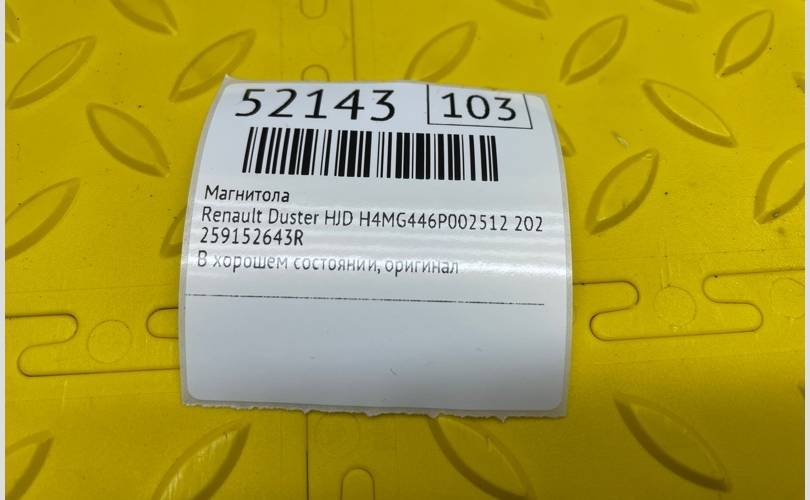 52143 103
Магнитола
Renault Duster HJD H4MG446P002512 202
259152643R
В хорошем состоянии, оригинал